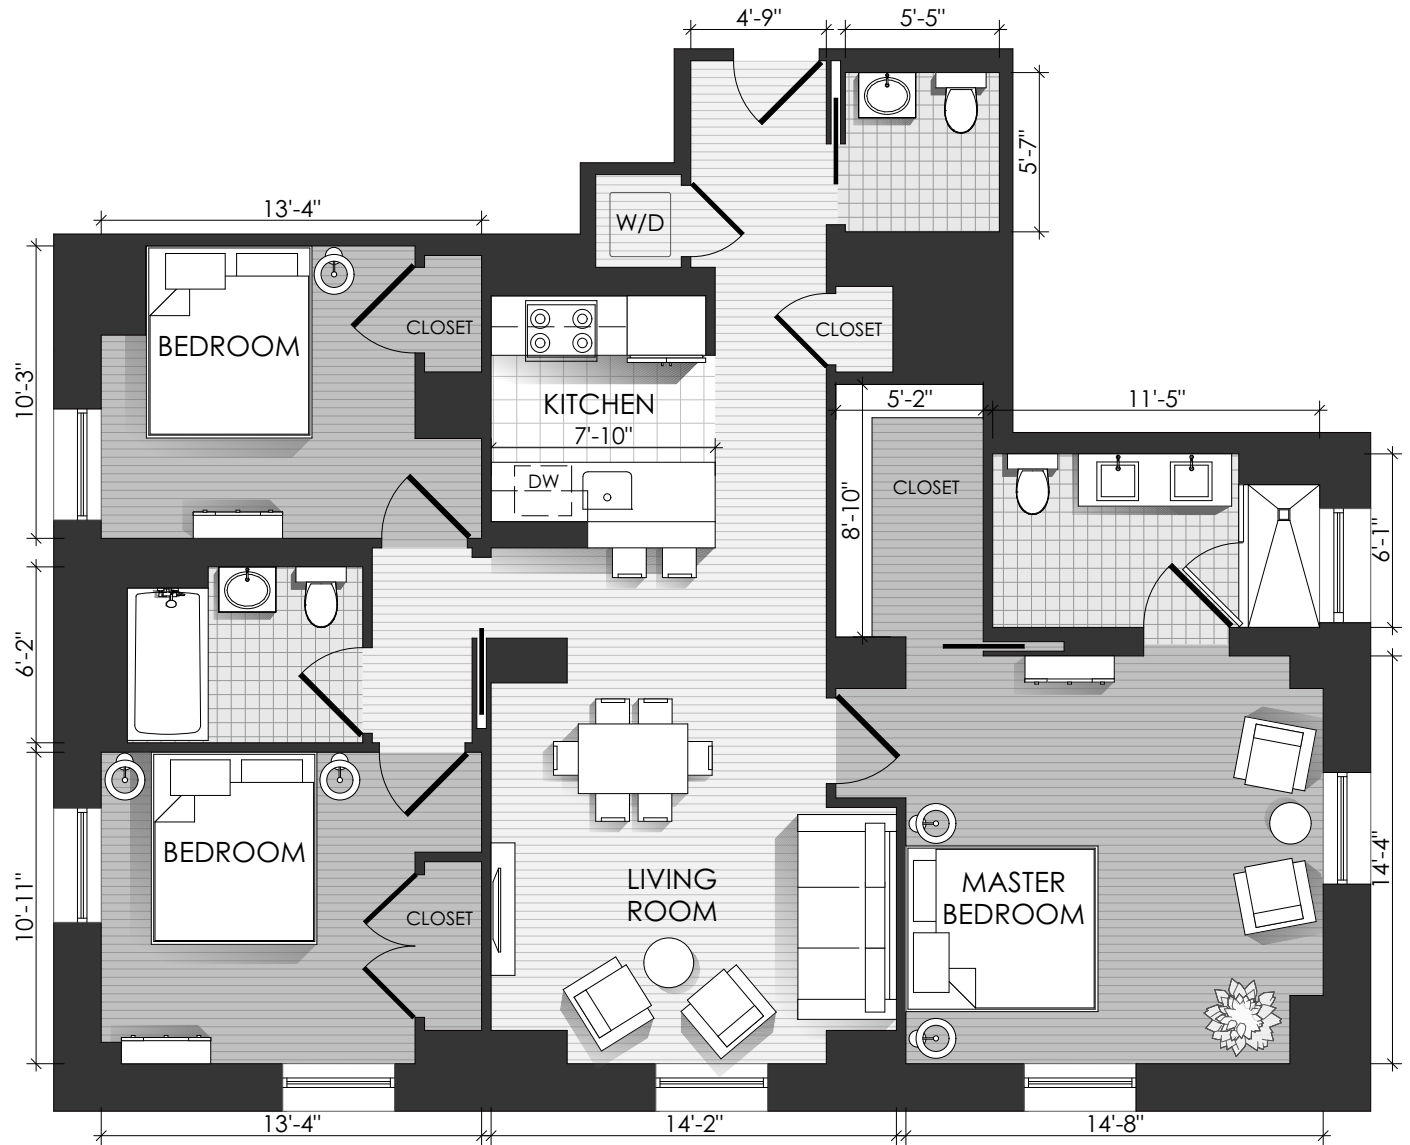 4'-9"
5'-5"
5'-7"
13'-4"
W/D
BEDROOM
CLOSET
CLOSET
10'-3"
KITCHEN
7'-10"
5'-2"
11'-5"
DW
CLOSET
8'-10"
6'-1"
6'-2"
BEDROOM
CLOSET
LIVING
ROOM
MASTER
BEDROOM
14'-4"
10'-11"
13'-4"
14'-2"
14'-8"